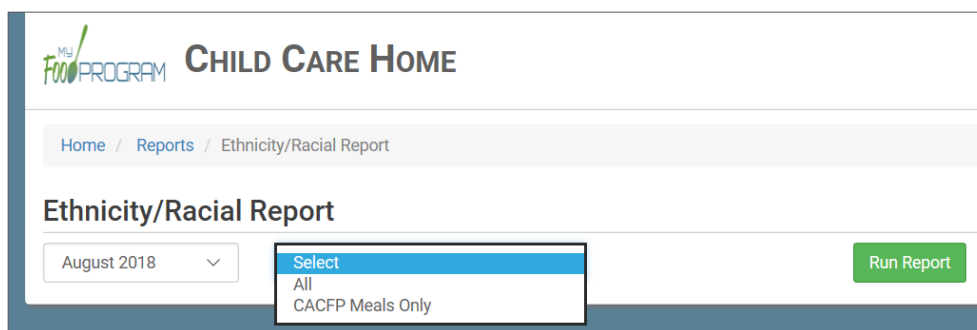 MY
FOOD PROGRAM
CHILD CARE HOME
Home / Reports / Ethnicity/Racial Report
Ethnicity/Racial Report
August 2018
Select
Run Report
All
CACFP Meals Only